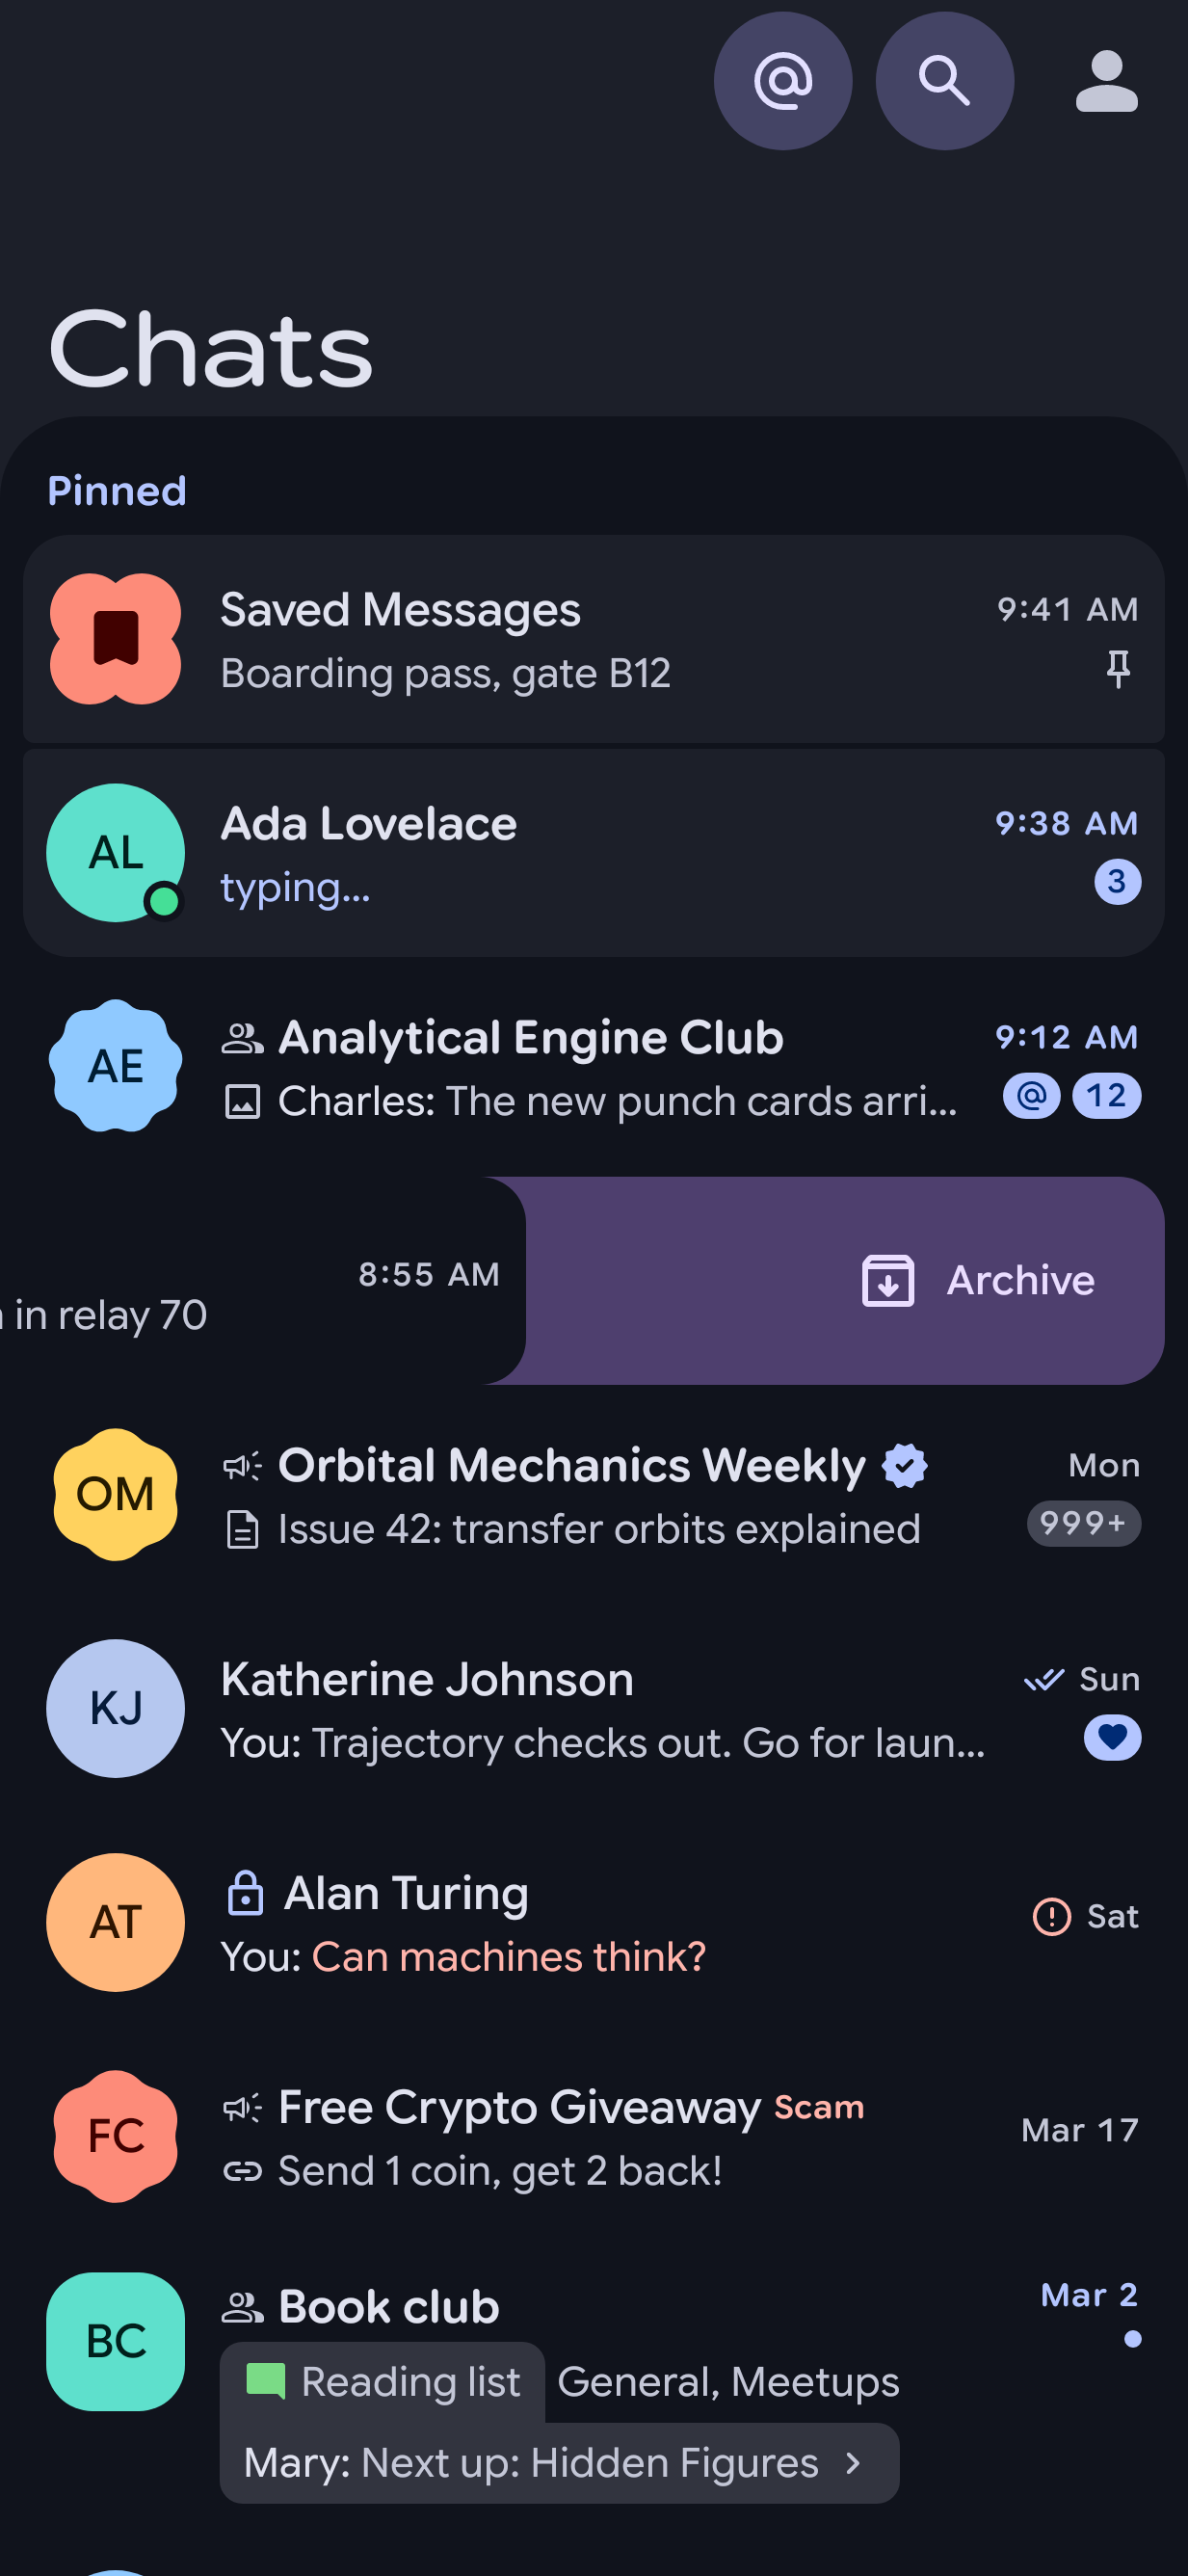 Chats
Pinned
Saved Messages 9:41 AM
Boarding pass, gate B12
AL Ada Lovelace 9:38 AM
typing... 3
AE Analytical Engine Club 9:12 AM
Charles: The new punch cards arri... @ 12
8:55 AM
in relay 70
Archive
OM Orbital Mechanics Weekly Mon
Issue 42: transfer orbits explained 999+
KJ Katherine Johnson Sun
You: Trajectory checks out. Go for laun...
AT Alan Turing Sat
You: Can machines think?
FC Free Crypto Giveaway Scam Mar 17
Send 1 coin, get 2 back!
BC Book club Mar 2
Reading list General, Meetups
Mary: Next up: Hidden Figures